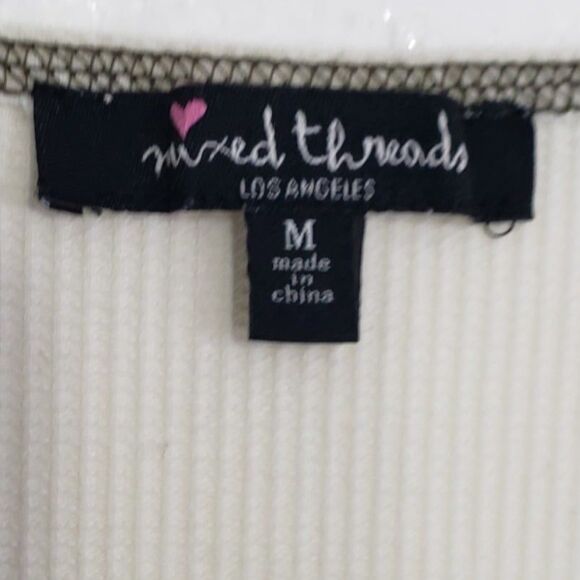 mixed threads
LOS ANGELES
M
made
in
china